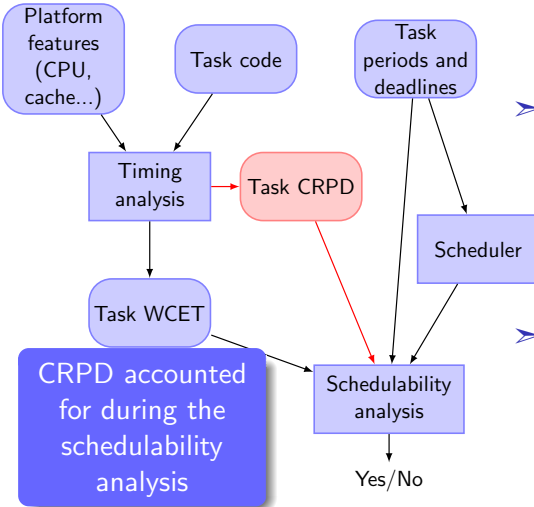 Platform
features
(CPU,
cache...)
Task code
Task
periods and
deadlines
Timing
analysis
Task CRPD
Scheduler
Task WCET
CRPD accounted
for during the
schedulability
analysis
Schedulability
analysis
Yes/No